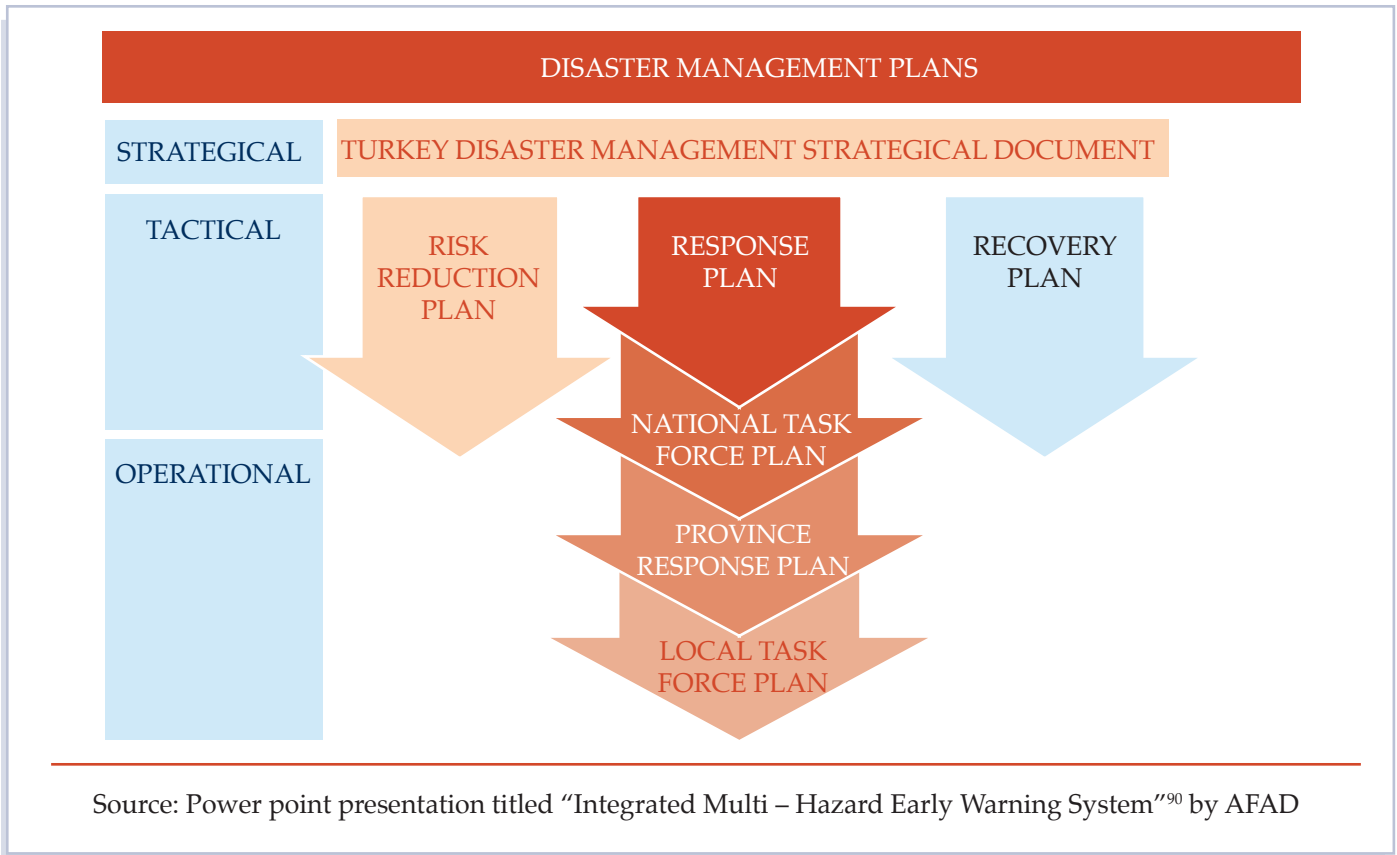 DISASTER MANAGEMENT PLANS
STRATEGICAL
TURKEY DISASTER MANAGEMENT STRATEGICAL DOCUMENT
TACTICAL
RISK
REDUCTION
PLAN
RESPONSE
PLAN
RECOVERY
PLAN
NATIONAL TASK
FORCE PLAN
OPERATIONAL
PROVINCE
RESPONSE PLAN
LOCAL TASK
FORCE PLAN
Source: Power point presentation titled “Integrated Multi – Hazard Early Warning System”⁹⁰ by AFAD